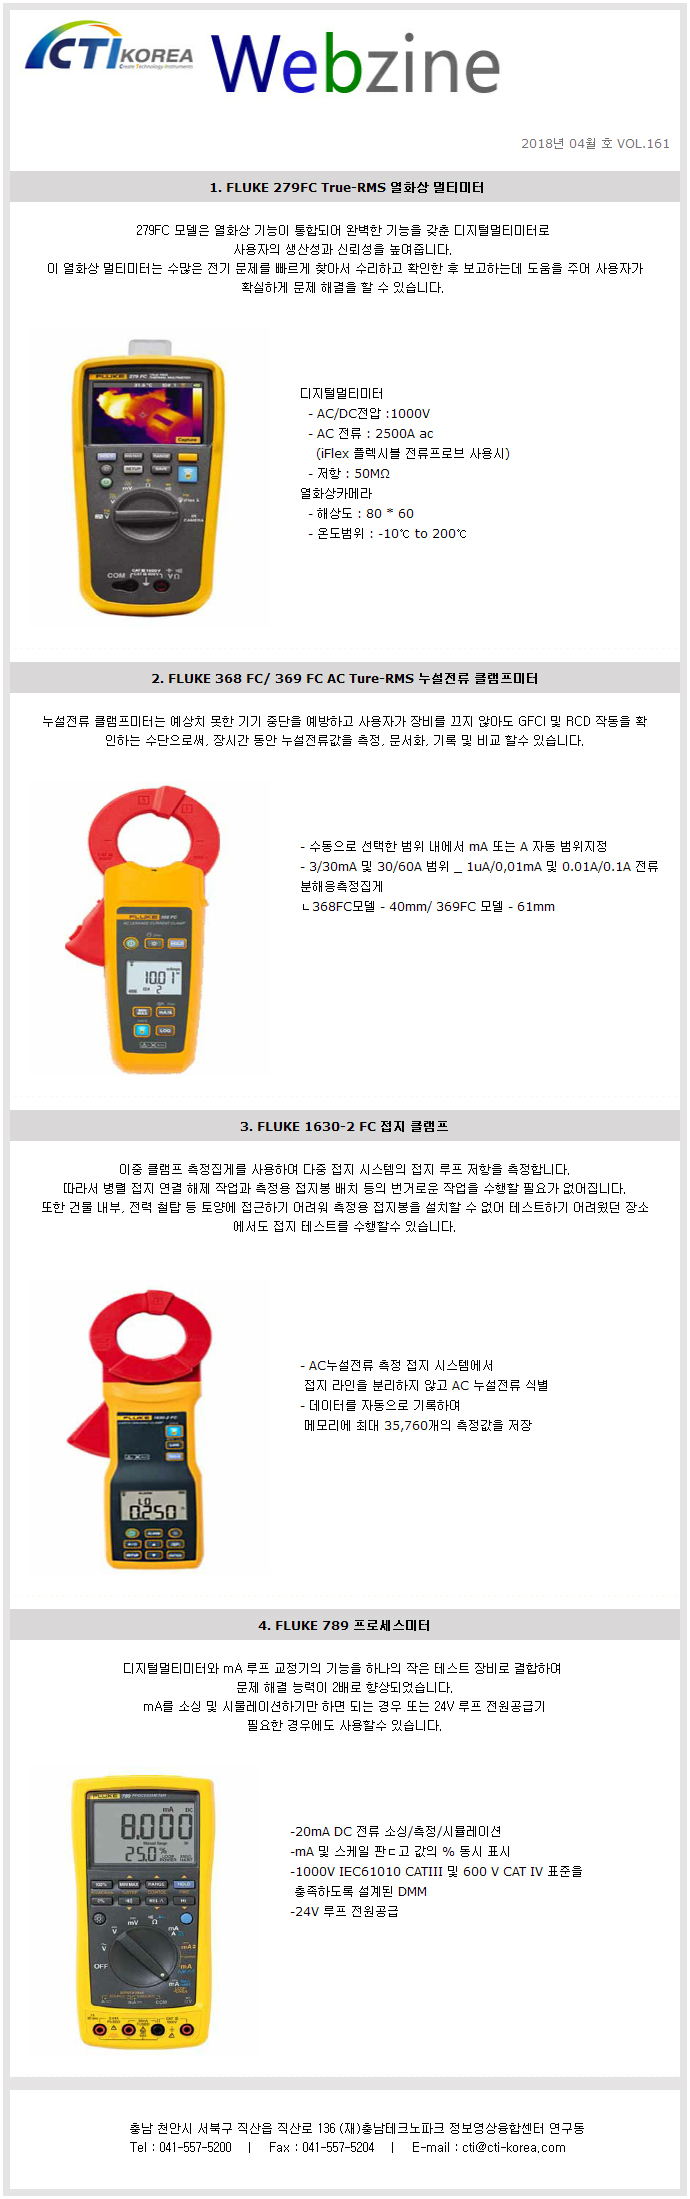 CTI KOREA
Create Technology Instruments
Webzine
2018년 04월 호 VOL.161
1. FLUKE 279FC True-RMS 열화상 멀티미터
279FC 모델은 열화상 기능이 통합되어 완벽한 기능을 갖춘 디지털멀티미터로
사용자의 생산성과 신뢰성을 높여줍니다.
이 열화상 멀티미터는 수많은 전기 문제를 빠르게 찾아서 수리하고 확인한 후 보고하는데 도움을 주어 사용자가
확실하게 문제 해결을 할 수 있습니다.
FLUKE 279 FC
Capture
COM
VΩ
디지털멀티미터
- AC/DC전압 :1000V
- AC 전류 : 2500A ac
(iFlex 플렉시블 전류프로브 사용시)
- 저항 : 50MΩ
열화상카메라
- 해상도 : 80 * 60
- 온도범위 : -10℃ to 200℃
2. FLUKE 368 FC/ 369 FC AC Ture-RMS 누설전류 클램프미터
누설전류 클램프미터는 예상치 못한 기기 중단을 예방하고 사용자가 장비를 끄지 않아도 GFCI 및 RCD 작동을 확
인하는 수단으로써, 장시간 동안 누설전류값을 측정, 문서화, 기록 및 비교 할수 있습니다.
FLUKE 368 FC
10.01
- 수동으로 선택한 범위 내에서 mA 또는 A 자동 범위지정
- 3/30mA 및 30/60A 범위 _ 1uA/0,01mA 및 0.01A/0.1A 전류
분해응측정집게
ㄴ368FC모델 - 40mm/ 369FC 모델 - 61mm
3. FLUKE 1630-2 FC 접지 클램프
이중 클램프 측정집게를 사용하여 다중 접지 시스템의 접지 루프 저항을 측정합니다.
따라서 병렬 접지 연결 해제 작업과 측정용 접지봉 배치 등의 번거로운 작업을 수행할 필요가 없어집니다.
또한 건물 내부, 전력 철탑 등 토양에 접근하기 어려워 측정용 접지봉을 설치할 수 없어 테스트하기 어려웠던 장소
에서도 접지 테스트를 수행할수 있습니다.
FLUKE 1630-2 FC
0.250
- AC누설전류 측정 접지 시스템에서
접지 라인을 분리하지 않고 AC 누설전류 식별
- 데이터를 자동으로 기록하여
메모리에 최대 35,760개의 측정값을 저장
4. FLUKE 789 프로세스미터
디지털멀티미터와 mA 루프 교정기의 기능을 하나의 작은 테스트 장비로 결합하여
문제 해결 능력이 2배로 향상되었습니다.
mA를 소싱 및 시물레이션하기만 하면 되는 경우 또는 24V 루프 전원공급기
필요한 경우에도 사용할수 있습니다.
FLUKE 789 PROCESSMETER
mA DC
8.000
25.0%
100% MIN MAX RANGE HOLD
OFF
-20mA DC 전류 소싱/측정/시뮬레이션
-mA 및 스케일 판ㄷ고 값의 % 동시 표시
-1000V IEC61010 CATIII 및 600 V CAT IV 표준을
충족하도록 설계된 DMM
-24V 루프 전원공급
충남 천안시 서북구 직산읍 직산로 136 (재)충남테크노파크 정보영상융합센터 연구동
Tel : 041-557-5200 | Fax : 041-557-5204 | E-mail : cti@cti-korea.com